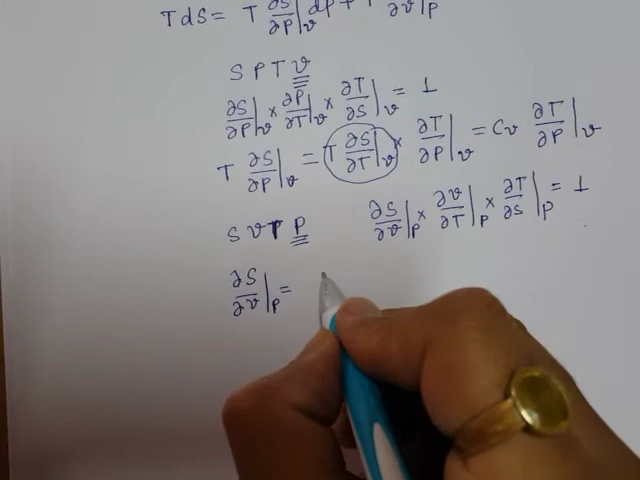 TdS = T ∂S/∂P|v dP + T ∂v|P
S P T v
∂S/∂P|v × ∂P/∂T|v × ∂T/∂S|v = 1
T ∂S/∂P|v = T ∂S/∂T|v × ∂T/∂P|v = Cv ∂T/∂P|v
S v T P ∂S/∂v|P × ∂v/∂T|P × ∂T/∂S|P = 1
∂S/∂v|P =